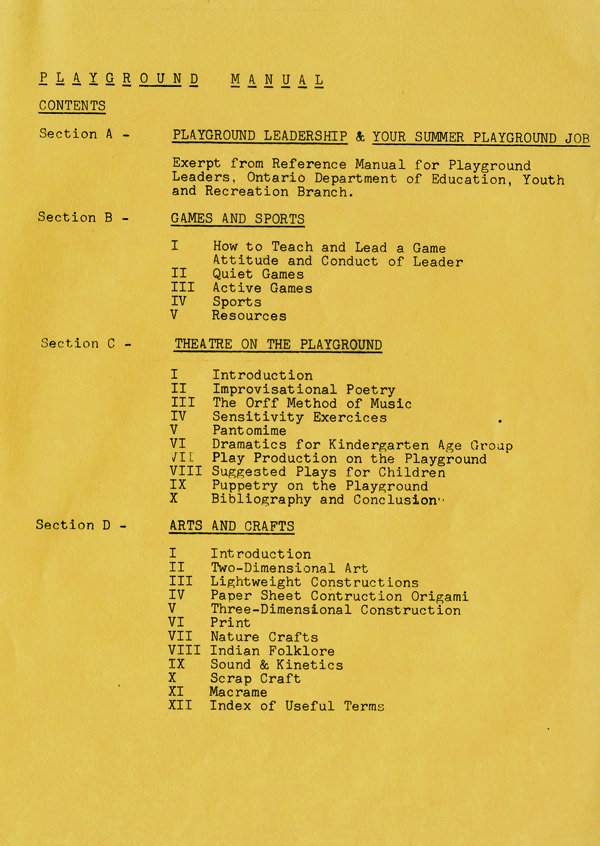 PLAYGROUND MANUAL
CONTENTS
Section A - PLAYGROUND LEADERSHIP & YOUR SUMMER PLAYGROUND JOB
Exerpt from Reference Manual for Playground
Leaders, Ontario Department of Education, Youth
and Recreation Branch.
Section B - GAMES AND SPORTS
I How to Teach and Lead a Game
Attitude and Conduct of Leader
II Quiet Games
III Active Games
IV Sports
V Resources
Section C - THEATRE ON THE PLAYGROUND
I Introduction
II Improvisational Poetry
III The Orff Method of Music
IV Sensitivity Exercices
V Pantomime
VI Dramatics for Kindergarten Age Group
VII Play Production on the Playground
VIII Suggested Plays for Children
IX Puppetry on the Playground
X Bibliography and Conclusion
Section D - ARTS AND CRAFTS
I Introduction
II Two-Dimensional Art
III Lightweight Constructions
IV Paper Sheet Contruction Origami
V Three-Dimensional Construction
VI Print
VII Nature Crafts
VIII Indian Folklore
IX Sound & Kinetics
X Scrap Craft
XI Macrame
XII Index of Useful Terms